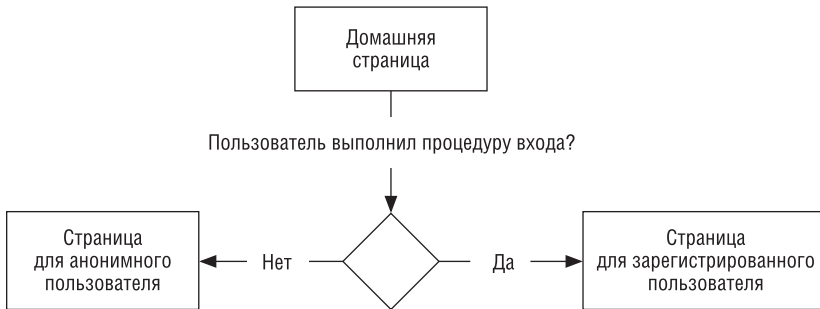 Домашняя
страница
Пользователь выполнил процедуру входа?
Страница
для анонимного
пользователя
Нет
Да
Страница
для зарегистрированного
пользователя